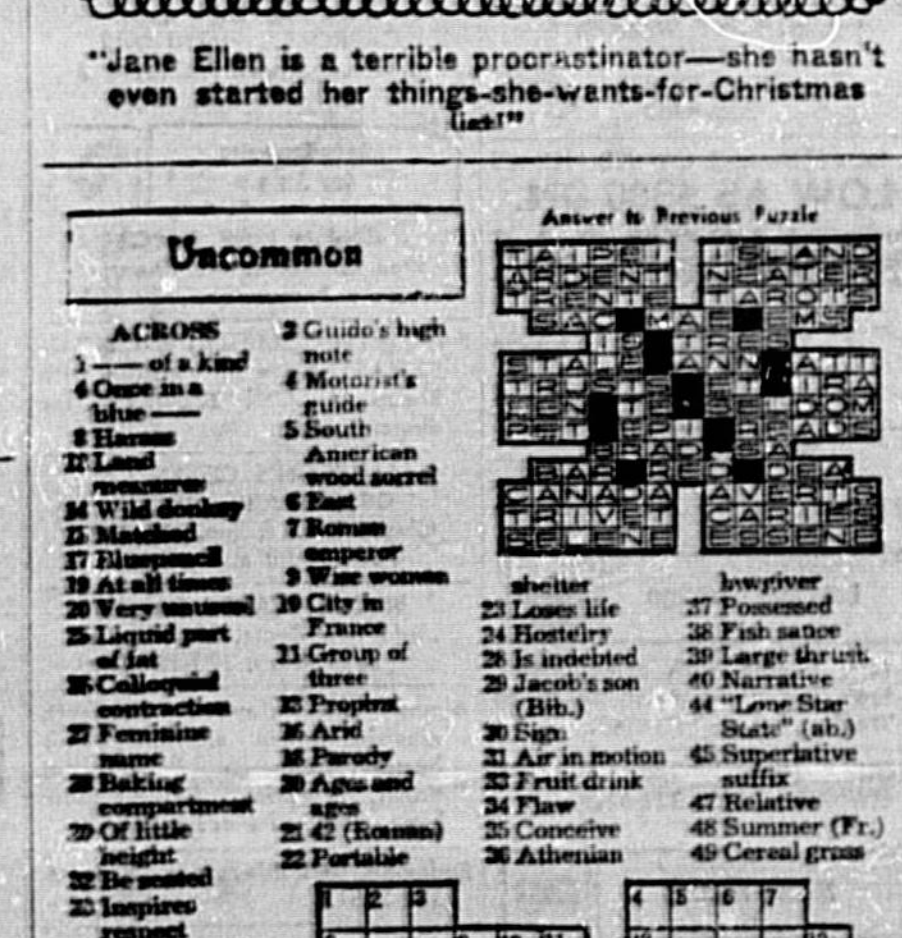 "Jane Ellen is a terrible procrastinator—she hasn't
even started her things-she-wants-for-Christmas
list!"
Answer to Previous Puzzle
Uncommon
ACROSS
1 —— of a kind
4 Once in a
blue ——
8 Harass
12 Land
measures
14 Wild donkey
15 Matched
17 Bluepencil
19 At all times
20 Very unusual
25 Liquid part
of fat
26 Colloquial
contraction
27 Feminine
name
28 Baking
compartment
29 Of little
height
32 Be seated
33 Inspires
respect
3 Guido's high
note
4 Motorist's
guide
5 South
American
wood sorrel
6 East
7 Roman
emperor
9 Wise women
10 City in
France
11 Group of
three
13 Prophet
16 Arid
18 Parody
20 Ages and
ages
21 42 (Roman)
22 Portable
shelter
23 Loses life
24 Hostelry
28 Is indebted
29 Jacob's son
(Bib.)
30 Sign
31 Air in motion
33 Fruit drink
34 Flaw
35 Conceive
36 Athenian
lawgiver
37 Possessed
38 Fish sauce
39 Large thrush
40 Narrative
44 "Lone Star
State" (ab.)
45 Superlative
suffix
47 Relative
48 Summer (Fr.)
49 Cereal grass
1 2 3
4 5 6 7